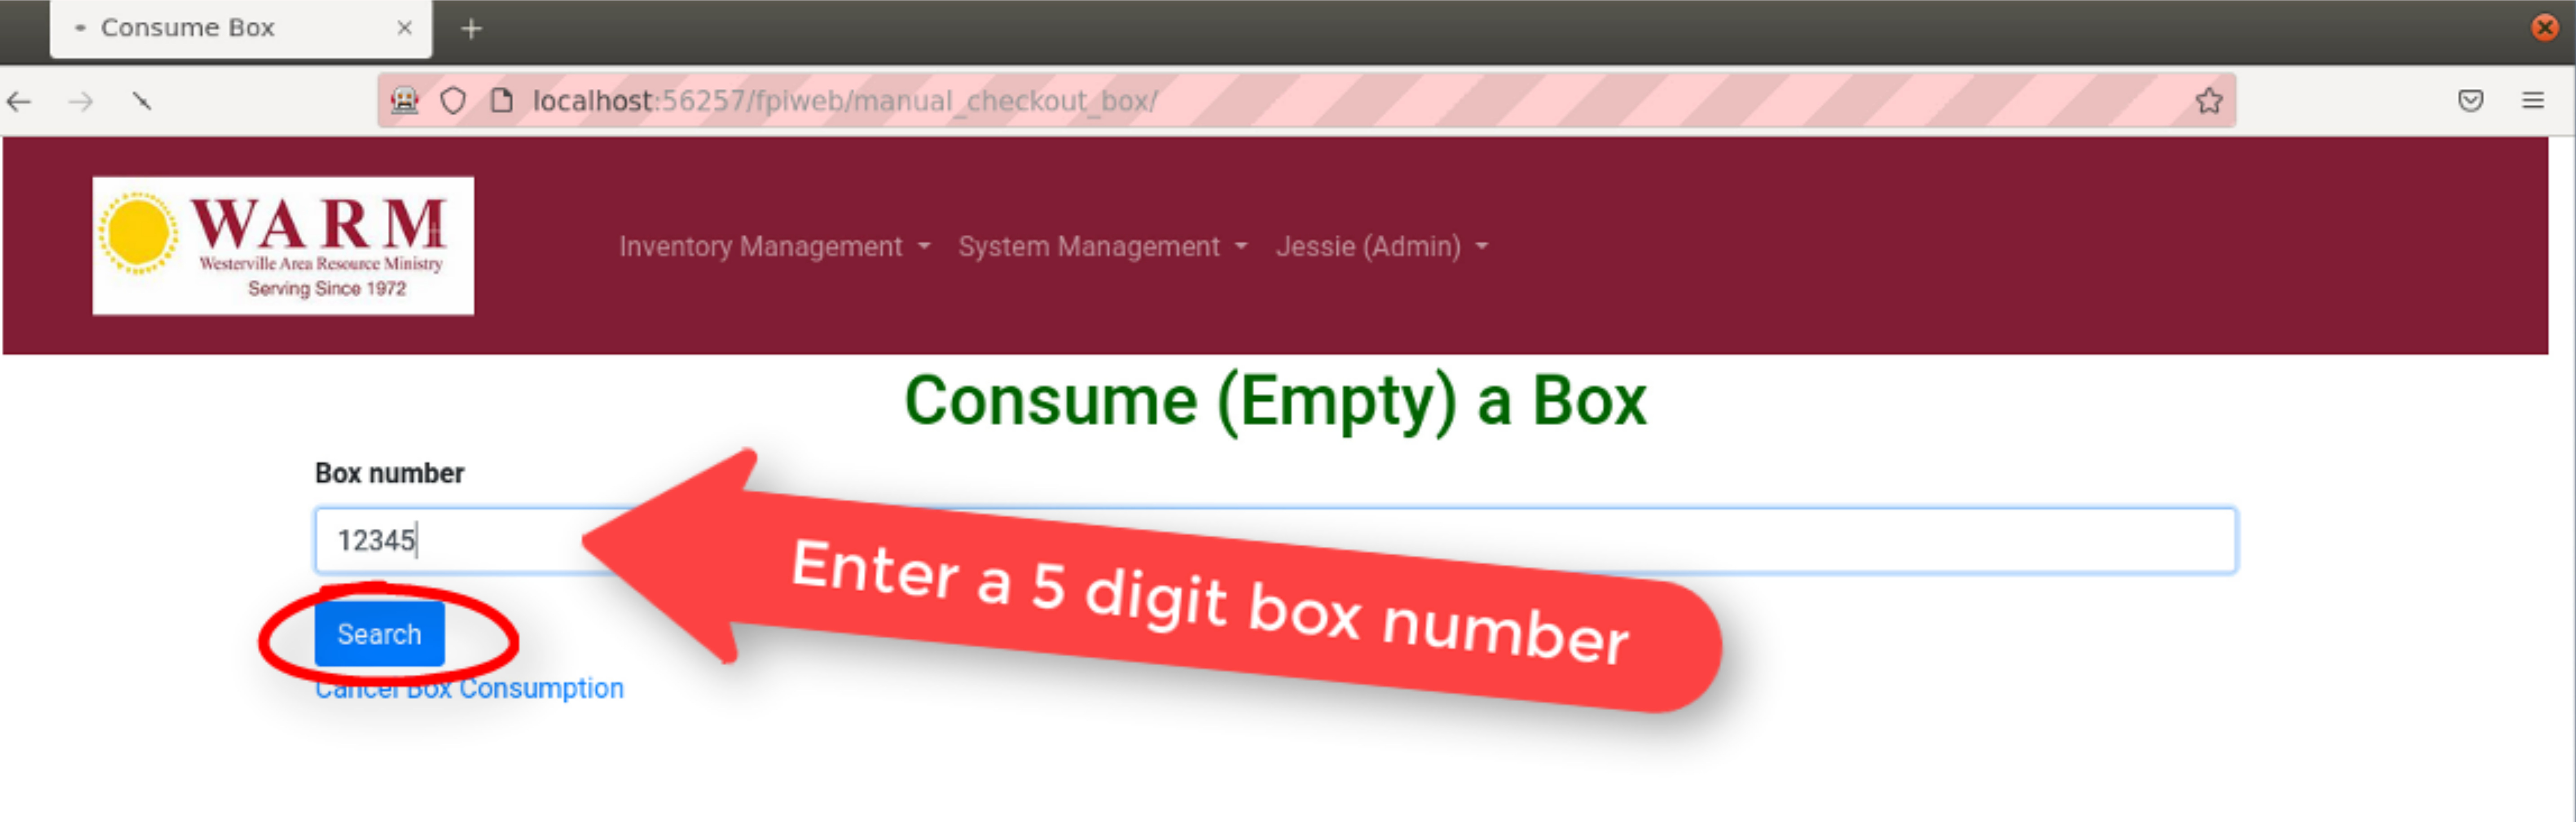 Consume Box
localhost:56257/fpiweb/manual_checkout_box/
WARM
Westerville Area Resource Ministry
Serving Since 1972
Inventory Management
System Management
Jessie (Admin)
Consume (Empty) a Box
Box number
12345
Enter a 5 digit box number
Search
Cancel Box Consumption